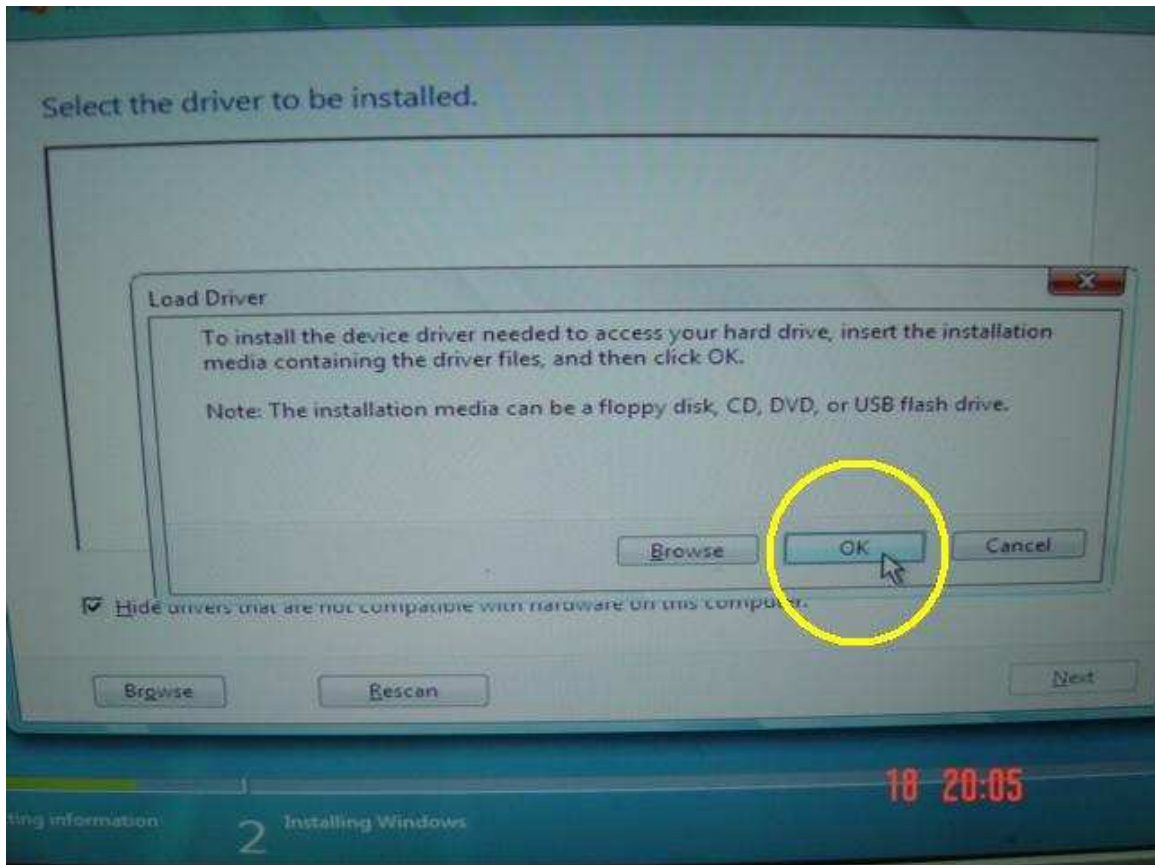 Select the driver to be installed.
Load Driver
To install the device driver needed to access your hard drive, insert the installation
media containing the driver files, and then click OK.
Note: The installation media can be a floppy disk, CD, DVD, or USB flash drive.
Browse OK Cancel
Hide drivers that are not compatible with hardware on this computer.
Browse Rescan Next
18 20:05
ting information 2 Installing Windows